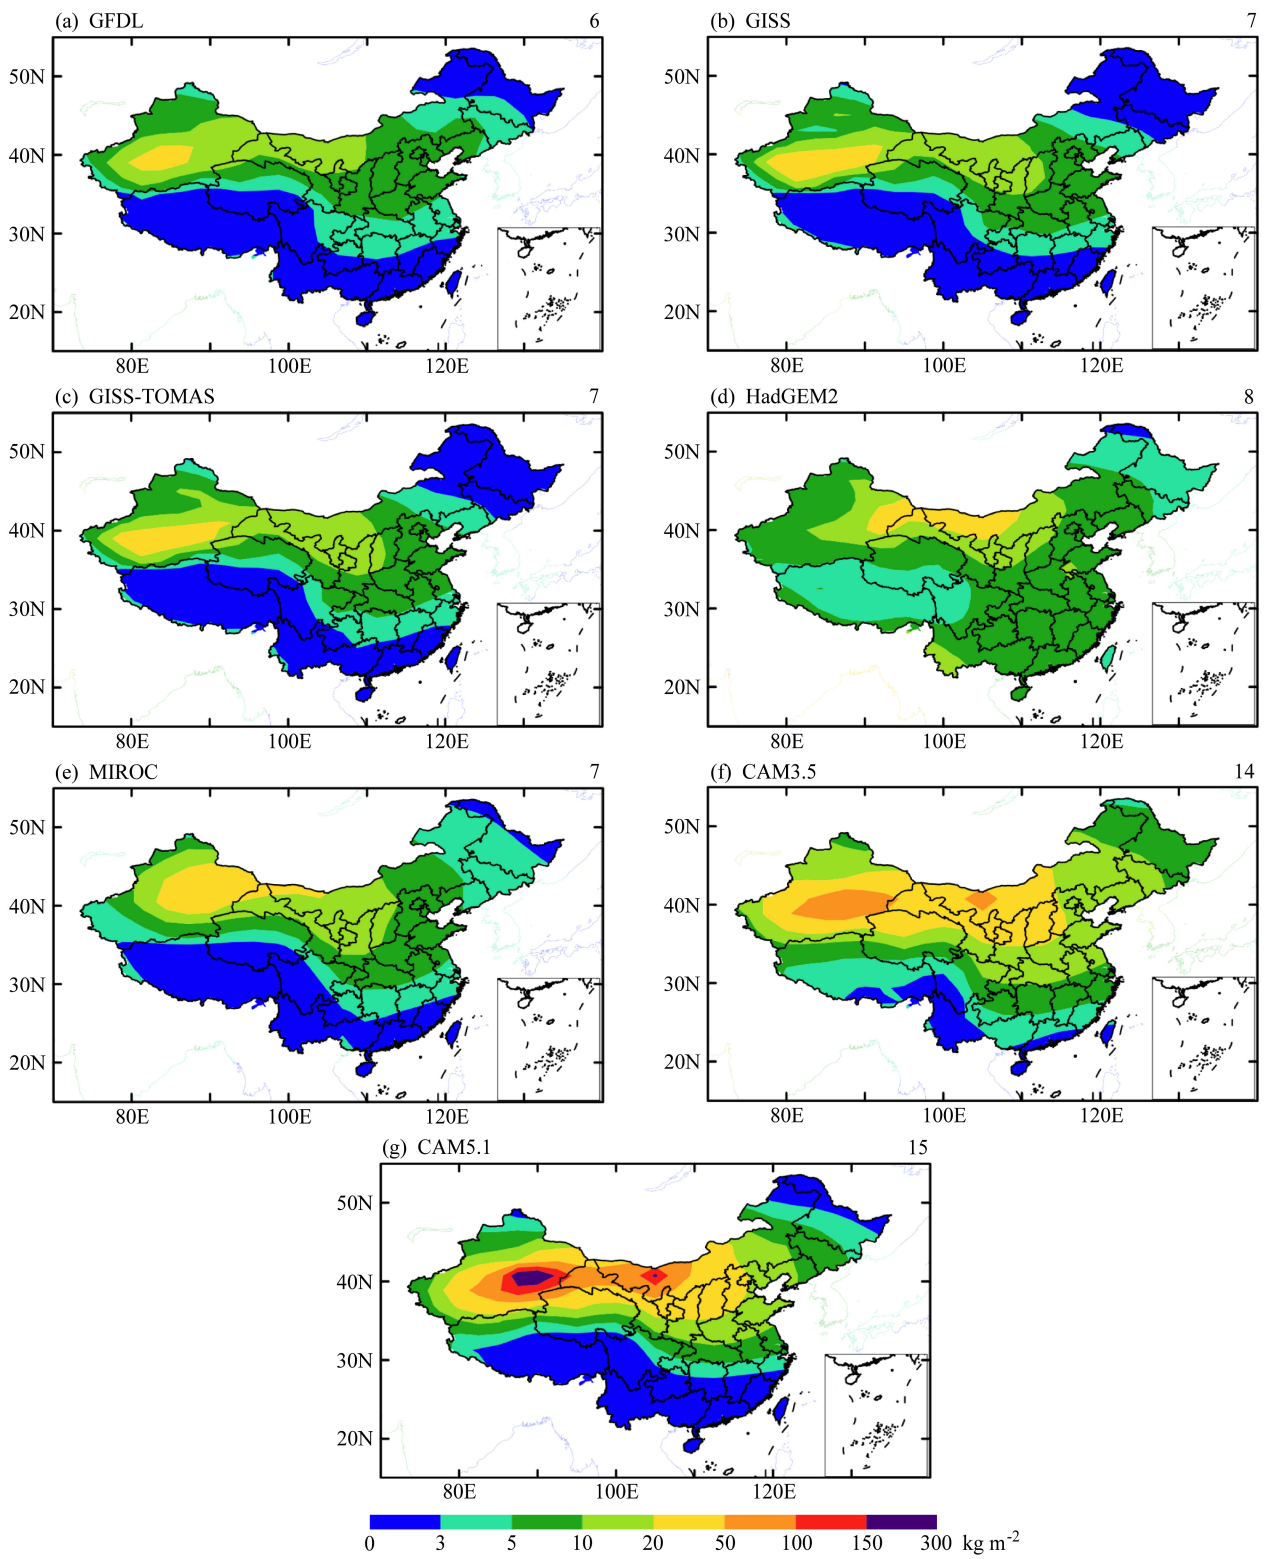 (a) GFDL 6
(b) GISS 7
50N
40N
30N
20N
80E 100E 120E
50N
40N
30N
20N
80E 100E 120E
(c) GISS-TOMAS 7
(d) HadGEM2 8
50N
40N
30N
20N
80E 100E 120E
50N
40N
30N
20N
80E 100E 120E
(e) MIROC 7
(f) CAM3.5 14
50N
40N
30N
20N
80E 100E 120E
50N
40N
30N
20N
80E 100E 120E
(g) CAM5.1 15
50N
40N
30N
20N
80E 100E 120E
0 3 5 10 20 50 100 150 300 kg m⁻²